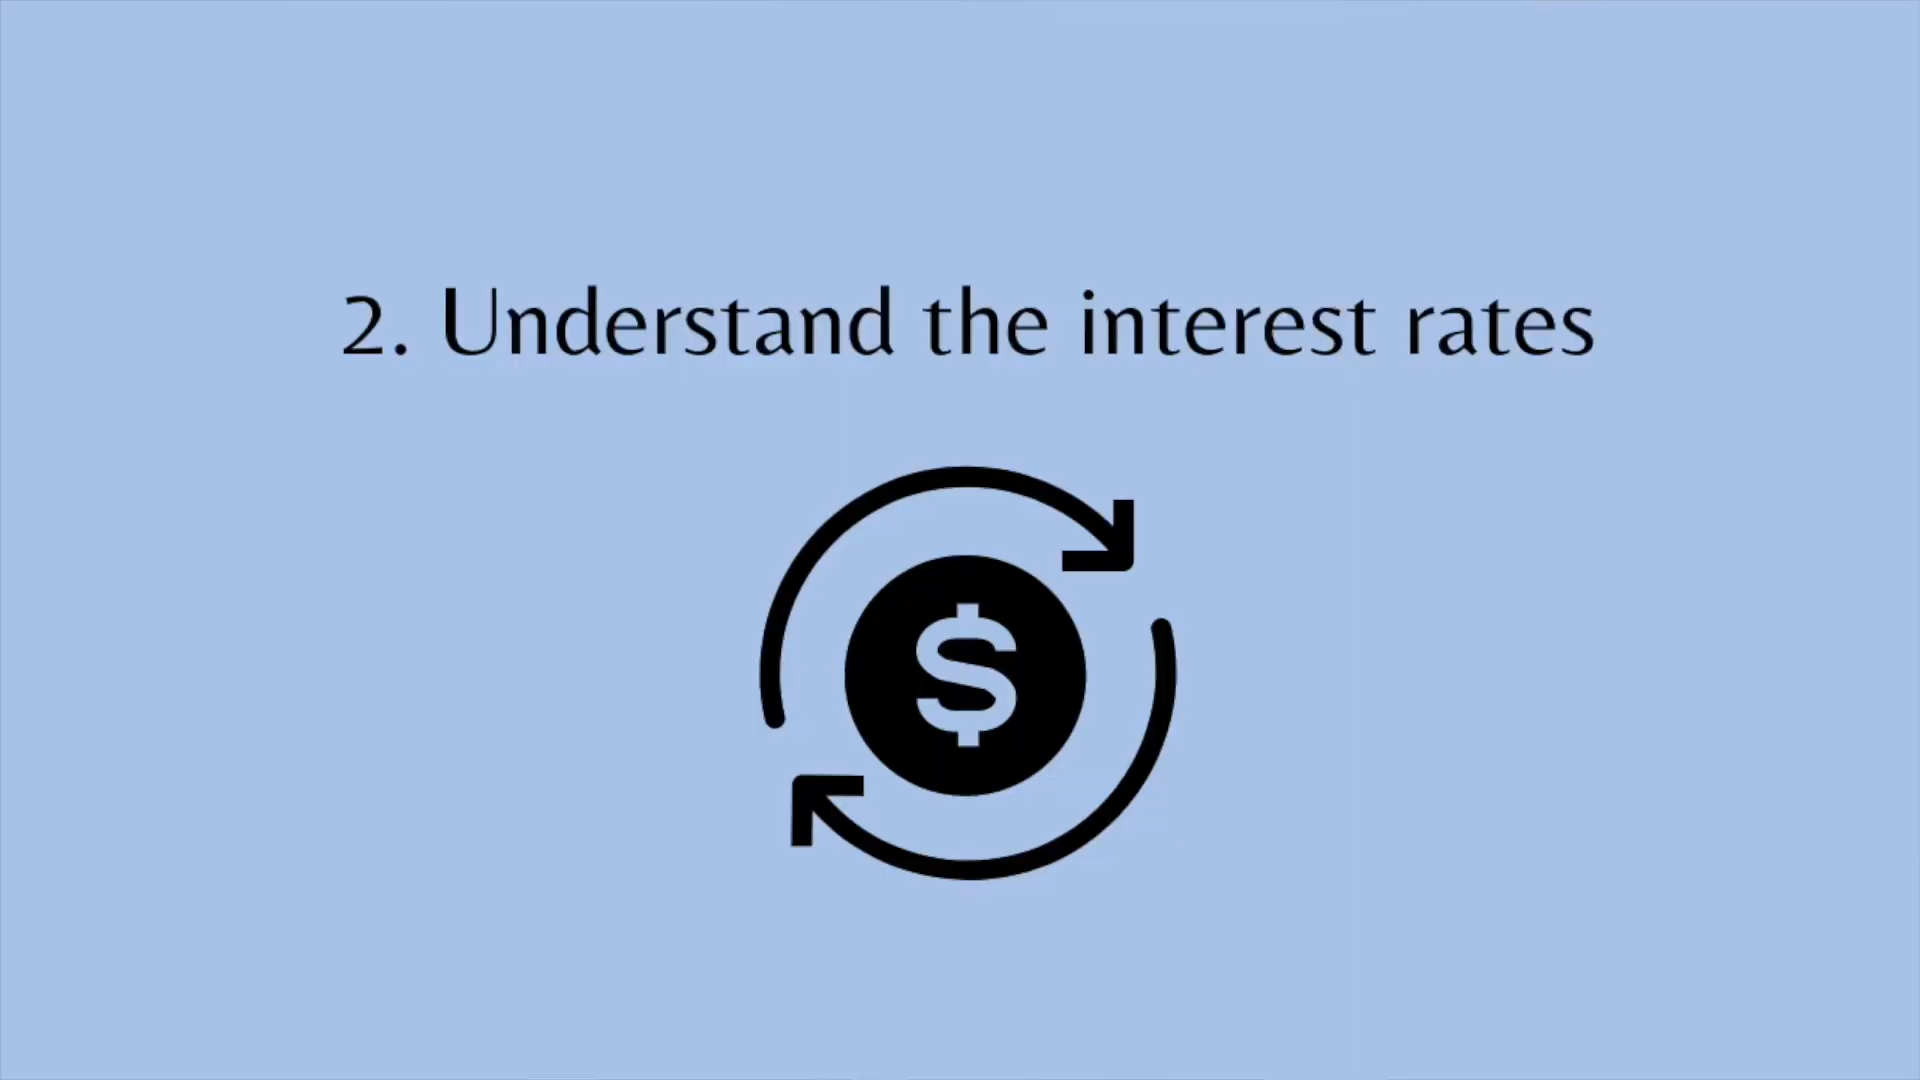 2. Understand the interest rates
$